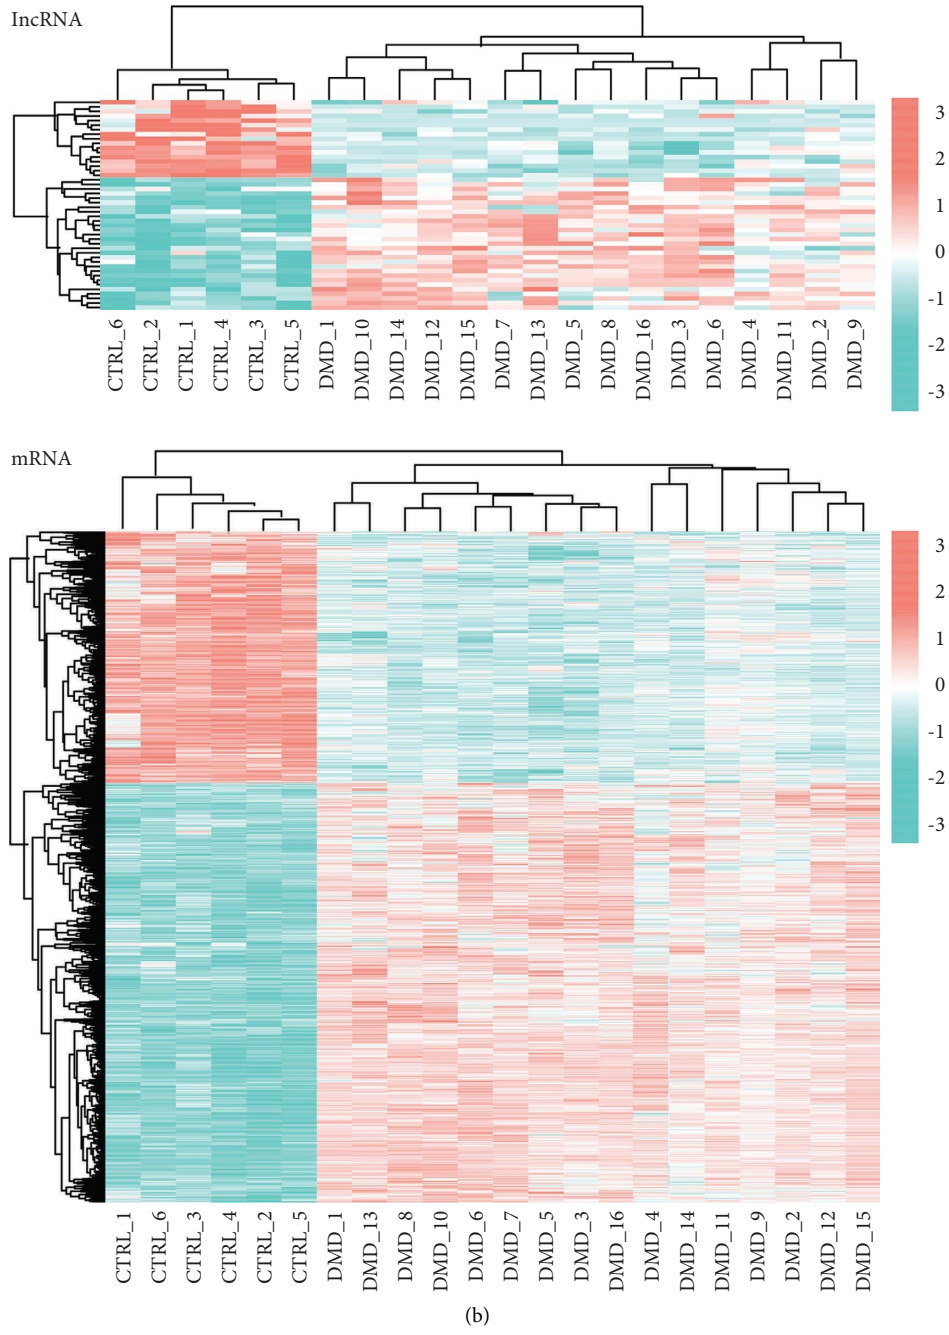 lncRNA
3
2
1
0
-1
-2
-3
CTRL_6
CTRL_2
CTRL_1
CTRL_4
CTRL_3
CTRL_5
DMD_1
DMD_10
DMD_14
DMD_12
DMD_15
DMD_7
DMD_13
DMD_5
DMD_8
DMD_16
DMD_3
DMD_6
DMD_4
DMD_11
DMD_2
DMD_9
mRNA
3
2
1
0
-1
-2
-3
CTRL_1
CTRL_6
CTRL_3
CTRL_4
CTRL_2
CTRL_5
DMD_1
DMD_13
DMD_8
DMD_10
DMD_6
DMD_7
DMD_5
DMD_3
DMD_16
DMD_4
DMD_14
DMD_11
DMD_9
DMD_2
DMD_12
DMD_15
(b)